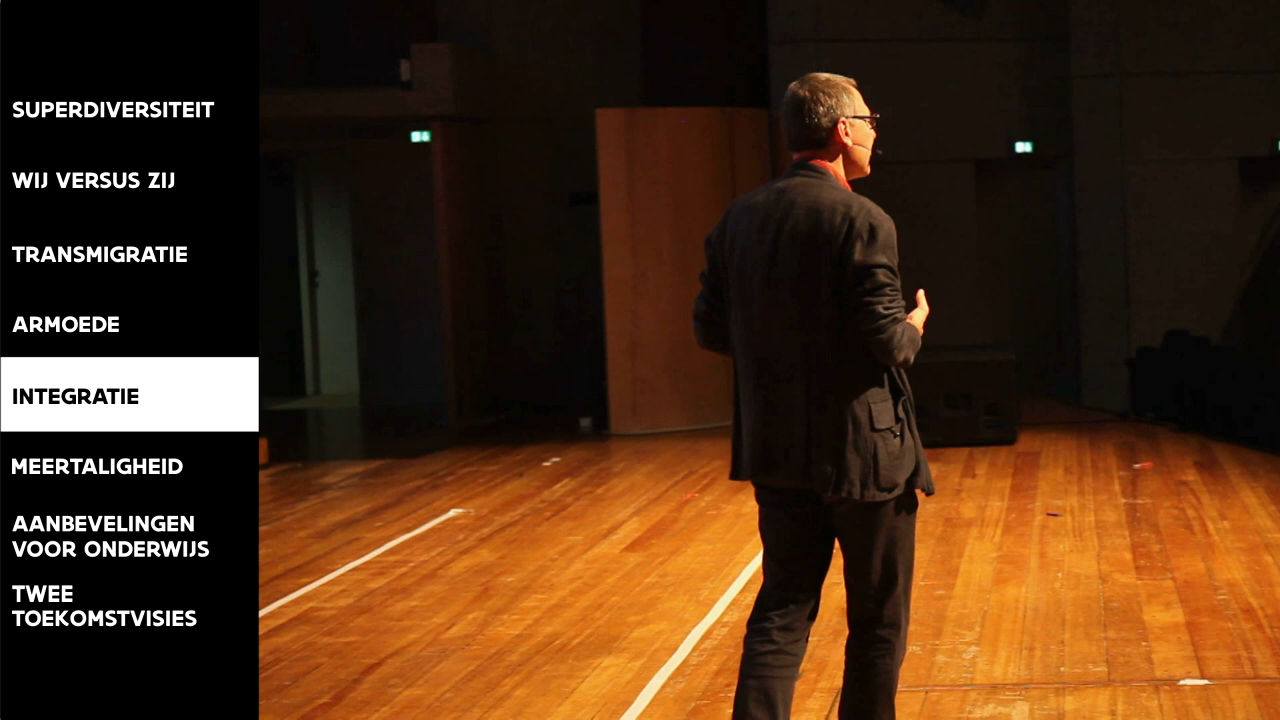 SUPERDIVERSITEIT
WIJ VERSUS ZIJ
TRANSMIGRATIE
ARMOEDE
INTEGRATIE
MEERTALIGHEID
AANBEVELINGEN
VOOR ONDERWIJS
TWEE
TOEKOMSTVISIES